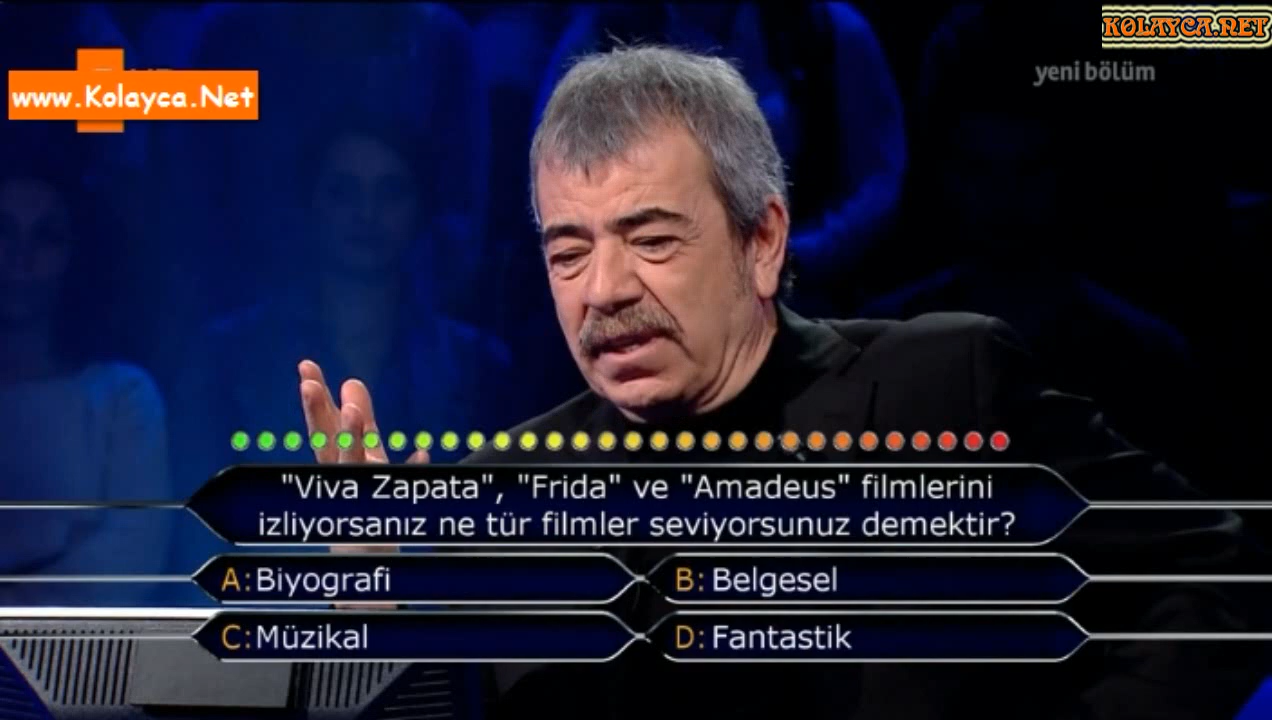 KOLAYCA.NET
www.Kolayca.Net
yeni bölüm
"Viva Zapata", "Frida" ve "Amadeus" filmlerini
izliyorsanız ne tür filmler seviyorsunuz demektir?
A: Biyografi
B: Belgesel
C: Müzikal
D: Fantastik